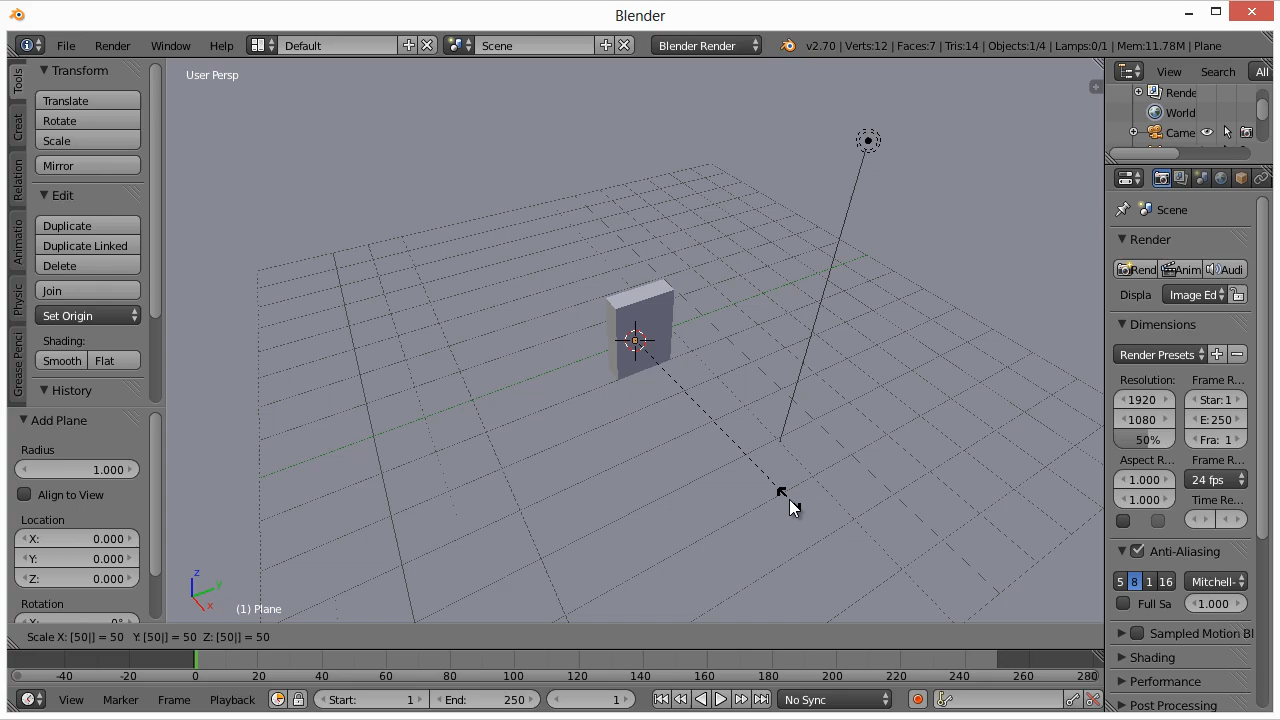 Blender
File Render Window Help Default Scene Blender Render v2.70 | Verts:12 | Faces:7 | Tris:14 | Objects:1/4 | Lamps:0/1 | Mem:11.78M | Plane
Tools
Creat
Relation
Animatio
Physic
Grease Penci
Transform
Translate
Rotate
Scale
Mirror
Edit
Duplicate
Duplicate Linked
Delete
Join
Set Origin
Shading:
Smooth Flat
History
Add Plane
Radius
1.000
Align to View
Location
X: 0.000
Y: 0.000
Z: 0.000
Rotation
User Persp
z
y
x
(1) Plane
Scale X: [50|] = 50 Y: [50|] = 50 Z: [50|] = 50
View Search All
Rende
World
Came
Scene
Render
Rend Anim Audi
Displa Image Ed
Dimensions
Render Presets
Resolution: Frame R...
1920 Star: 1
1080 E: 250
50% Fra: 1
Aspect R... Frame R...
1.000 24 fps
1.000 Time Re...
Anti-Aliasing
5 8 1 16 Mitchell-
Full Sa 1.000
Sampled Motion Bl
Shading
Performance
Post Processing
-40 -20 0 20 40 60 80 100 120 140 160 180 200 220 240 260 280
View Marker Frame Playback Start: 1 End: 250 1 No Sync